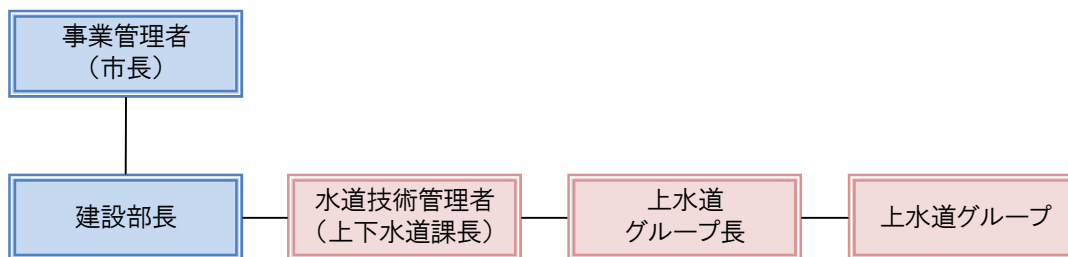 事業管理者
（市長）
建設部長
水道技術管理者
（上下水道課長）
上水道
グループ長
上水道グループ